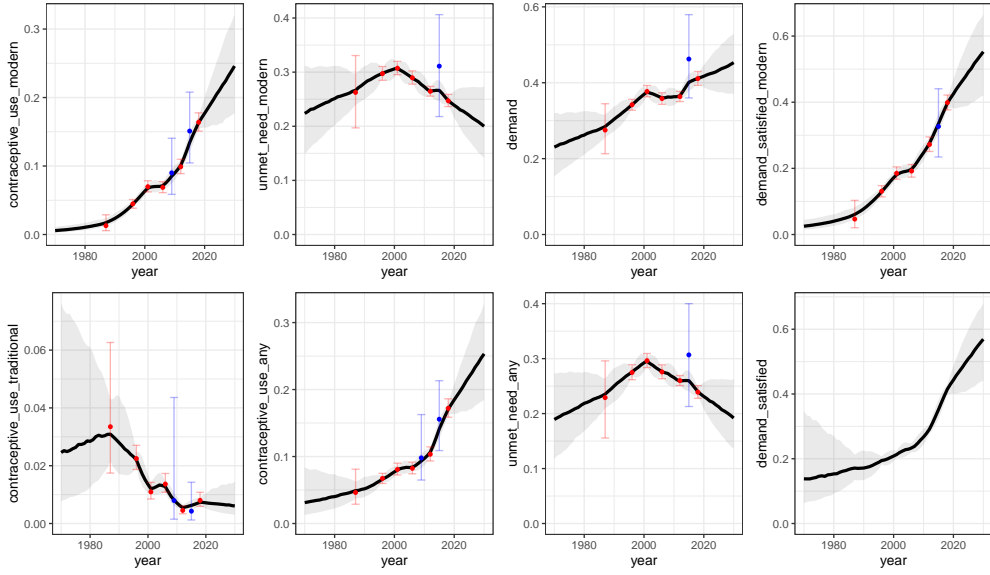 contraceptive_use_modern
0.3
0.2
0.1
0.0
1980 2000 2020
year
unmet_need_modern
0.4
0.3
0.2
0.1
0.0
1980 2000 2020
year
demand
0.6
0.4
0.2
0.0
1980 2000 2020
year
demand_satisfied_modern
0.6
0.4
0.2
0.0
1980 2000 2020
year
contraceptive_use_traditional
0.06
0.04
0.02
0.00
1980 2000 2020
year
contraceptive_use_any
0.3
0.2
0.1
0.0
1980 2000 2020
year
unmet_need_any
0.4
0.3
0.2
0.1
0.0
1980 2000 2020
year
demand_satisfied
0.6
0.4
0.2
0.0
1980 2000 2020
year